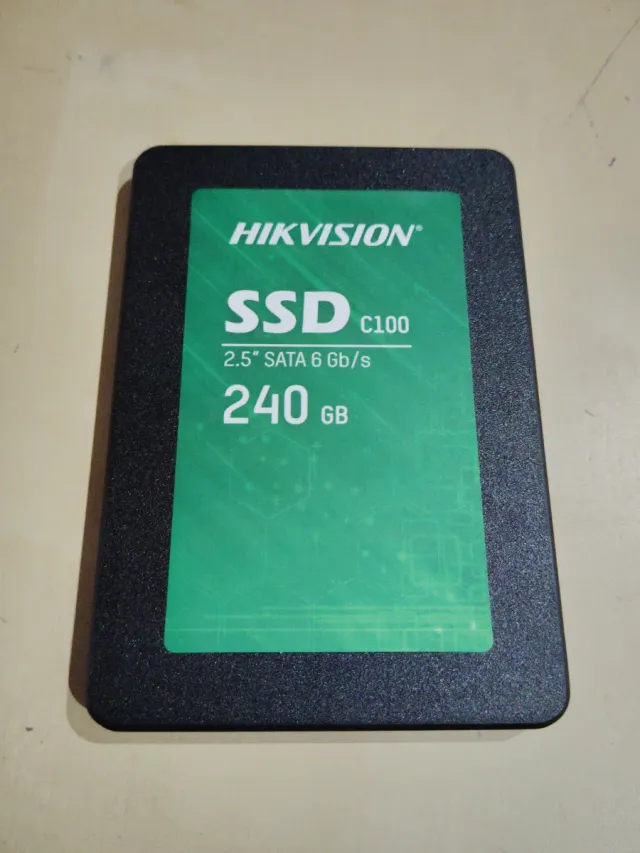 HIKVISION®
SSD C100
2.5" SATA 6 Gb/s
240 GB